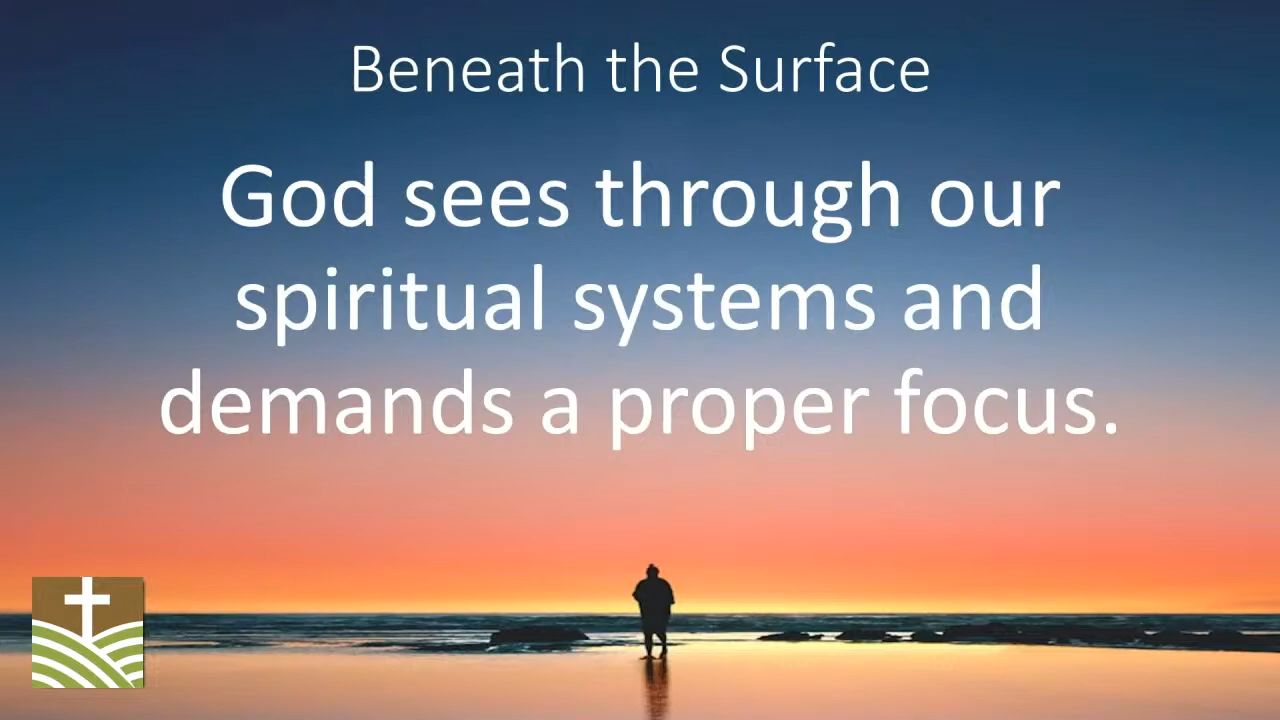 Beneath the Surface
God sees through our
spiritual systems and
demands a proper focus.